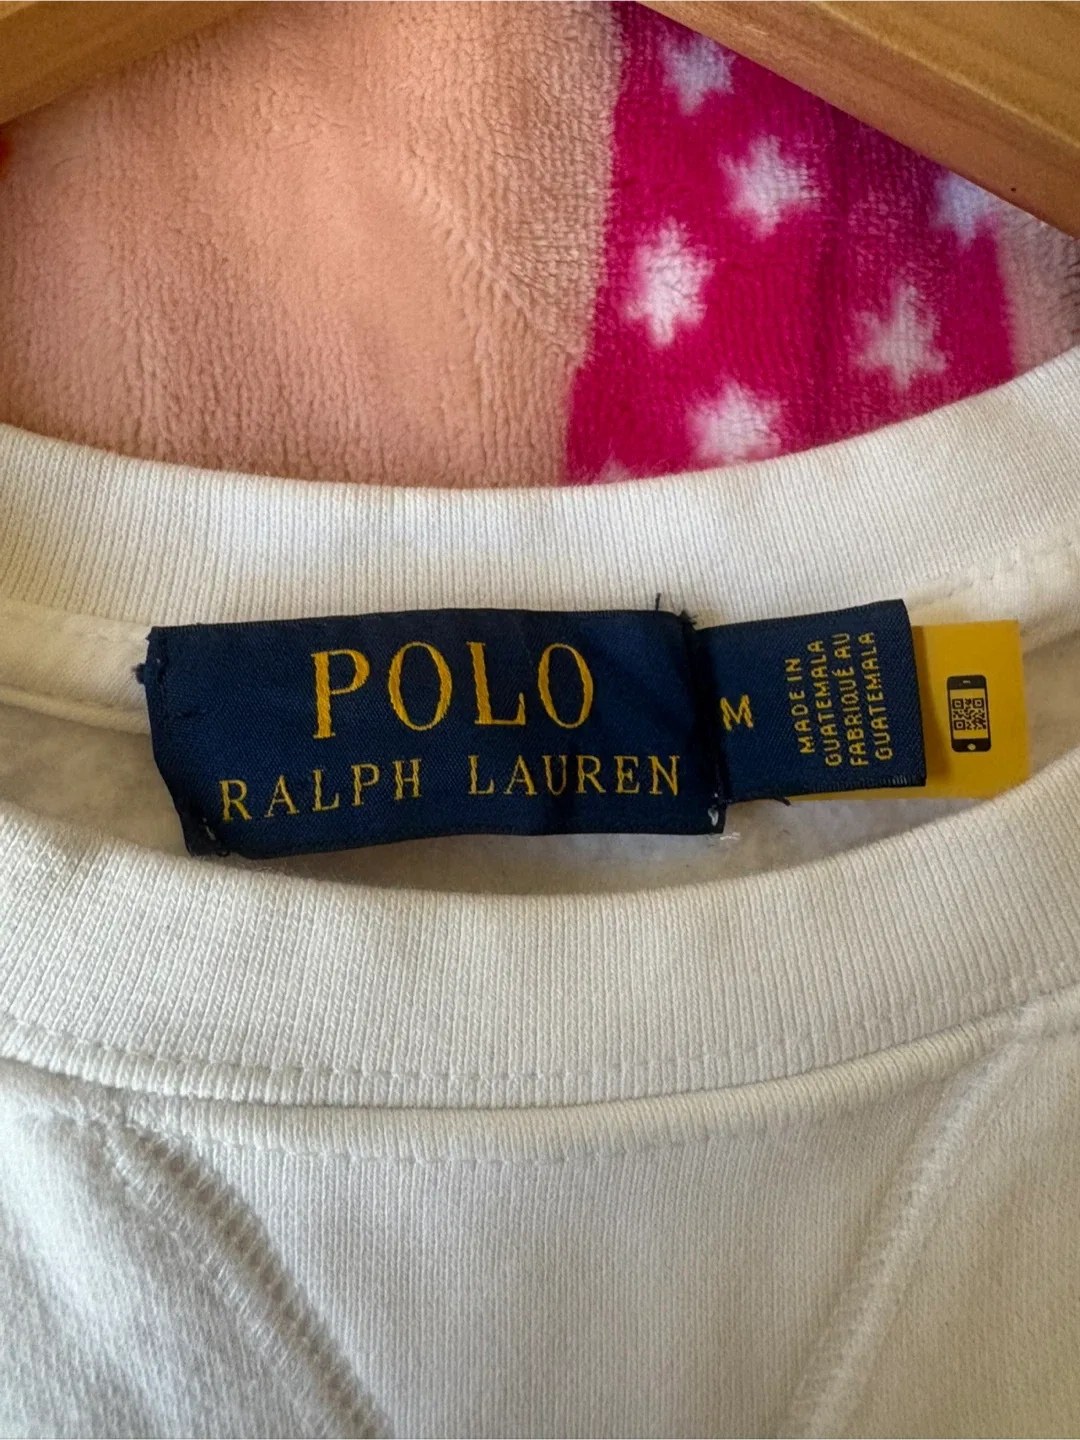 POLO
RALPH LAUREN
M
MADE IN
GUATEMALA
FABRIQUÉ AU
GUATEMALA